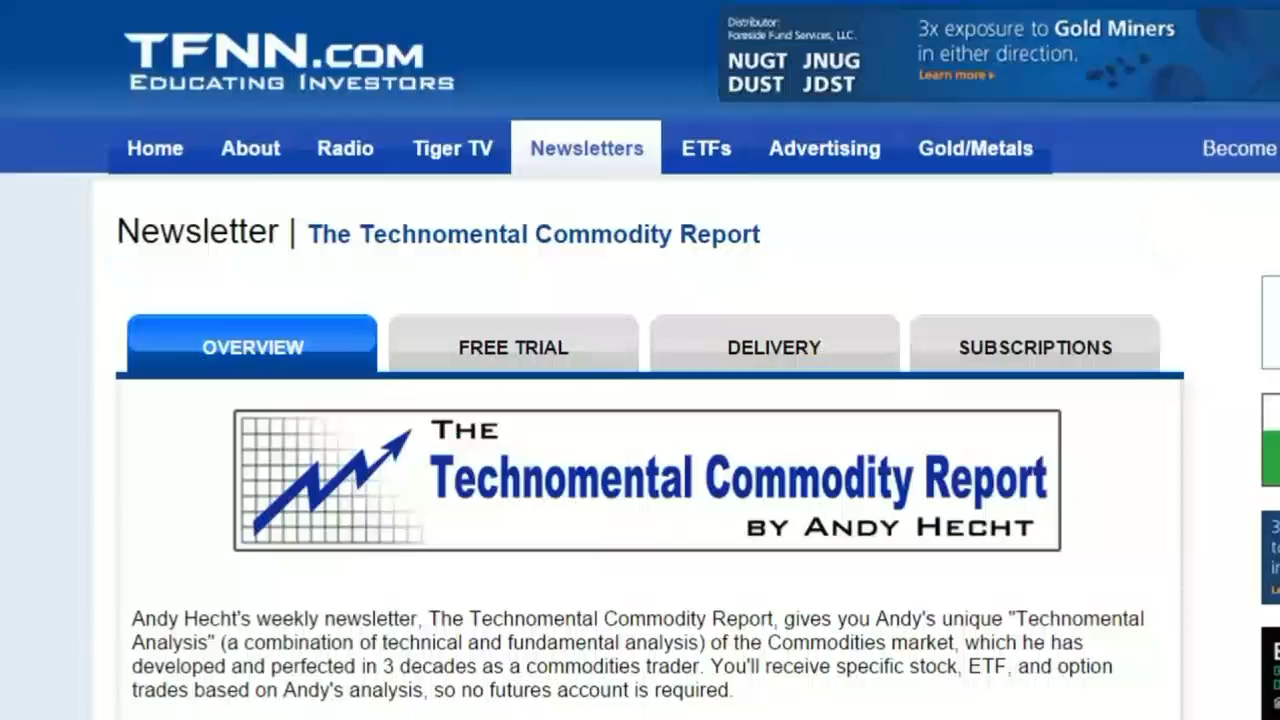 TFNN.COM
EDUCATING INVESTORS
Distributor:
Foreside Fund Services, LLC.
NUGT JNUG
DUST JDST
3x exposure to Gold Miners
in either direction.
Learn more
Home About Radio Tiger TV Newsletters ETFs Advertising Gold/Metals Become
Newsletter | The Technomental Commodity Report
OVERVIEW FREE TRIAL DELIVERY SUBSCRIPTIONS
THE
Technomental Commodity Report
BY ANDY HECHT
Andy Hecht's weekly newsletter, The Technomental Commodity Report, gives you Andy's unique "Technomental
Analysis" (a combination of technical and fundamental analysis) of the Commodities market, which he has
developed and perfected in 3 decades as a commodities trader. You'll receive specific stock, ETF, and option
trades based on Andy's analysis, so no futures account is required.